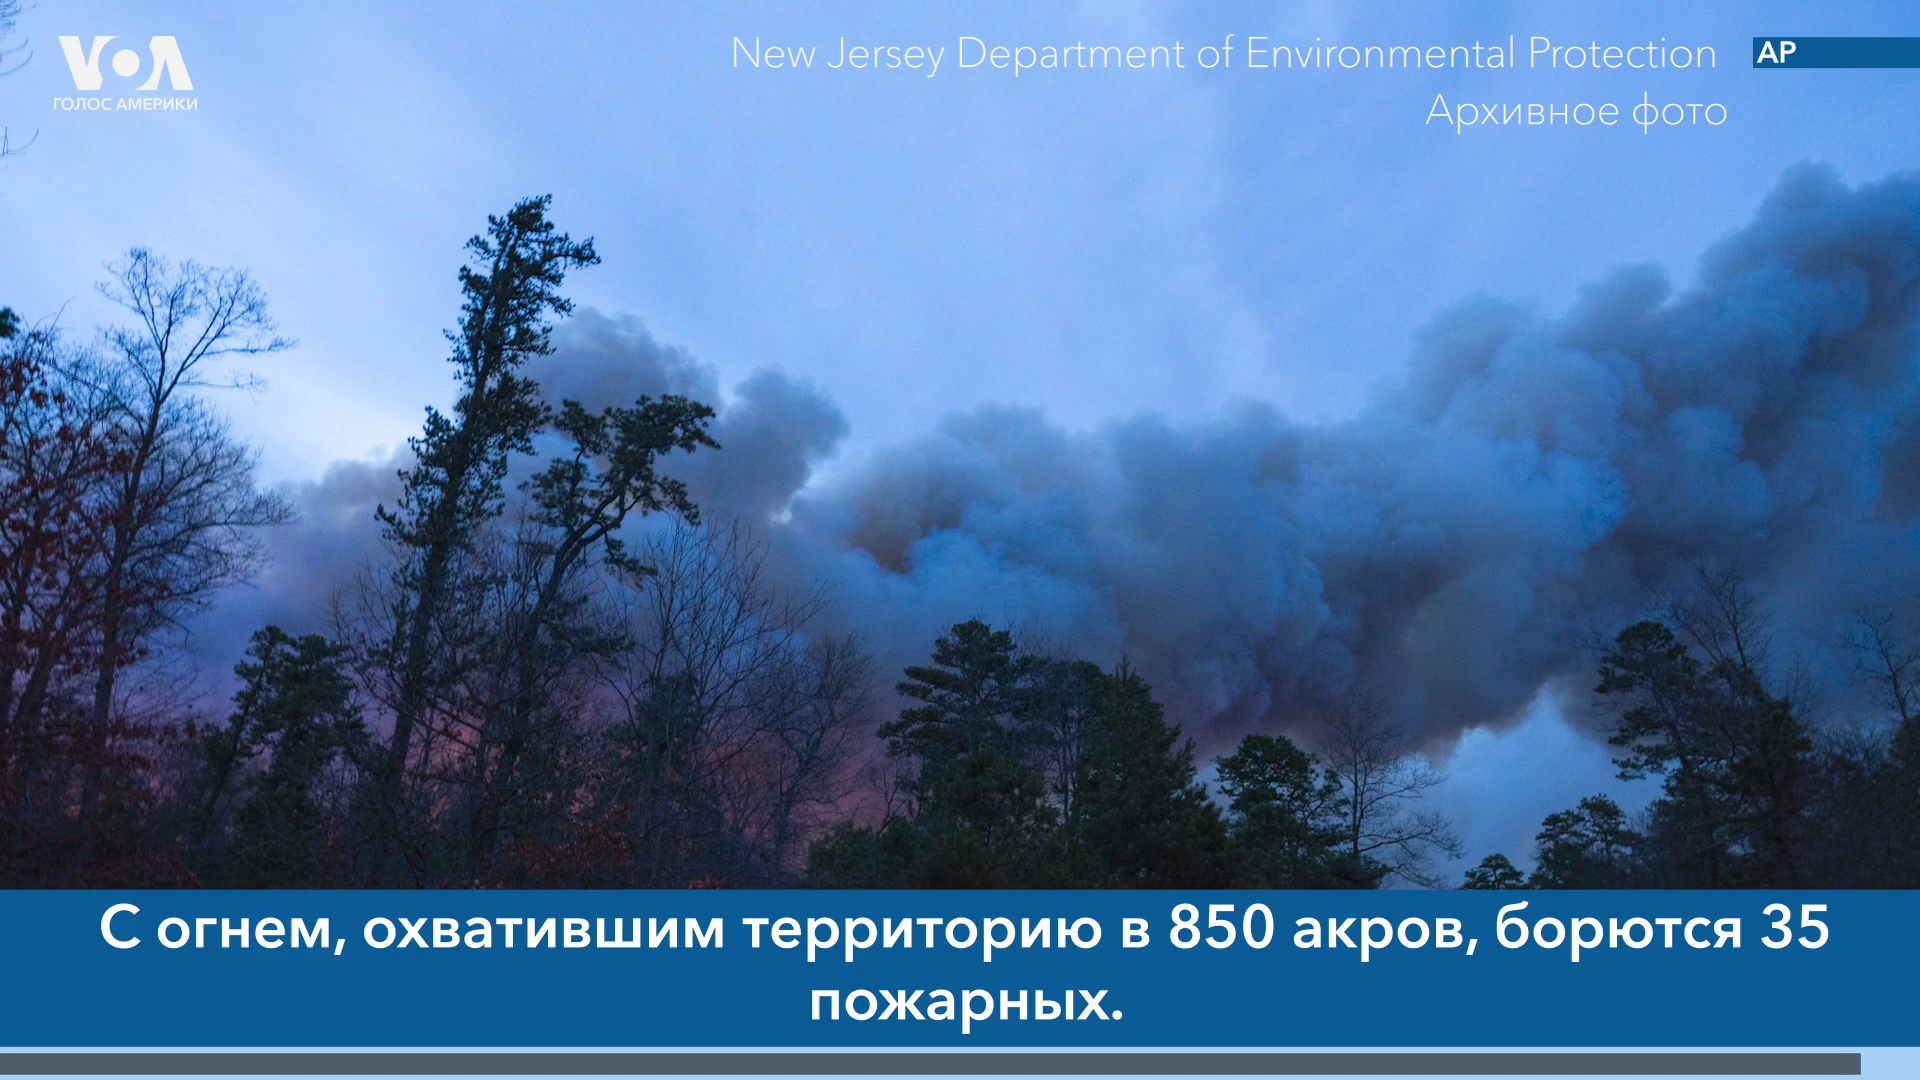 VOA
ГОЛОС АМЕРИКИ
New Jersey Department of Environmental Protection
AP
Архивное фото
С огнем, охватившим территорию в 850 акров, борются 35
пожарных.